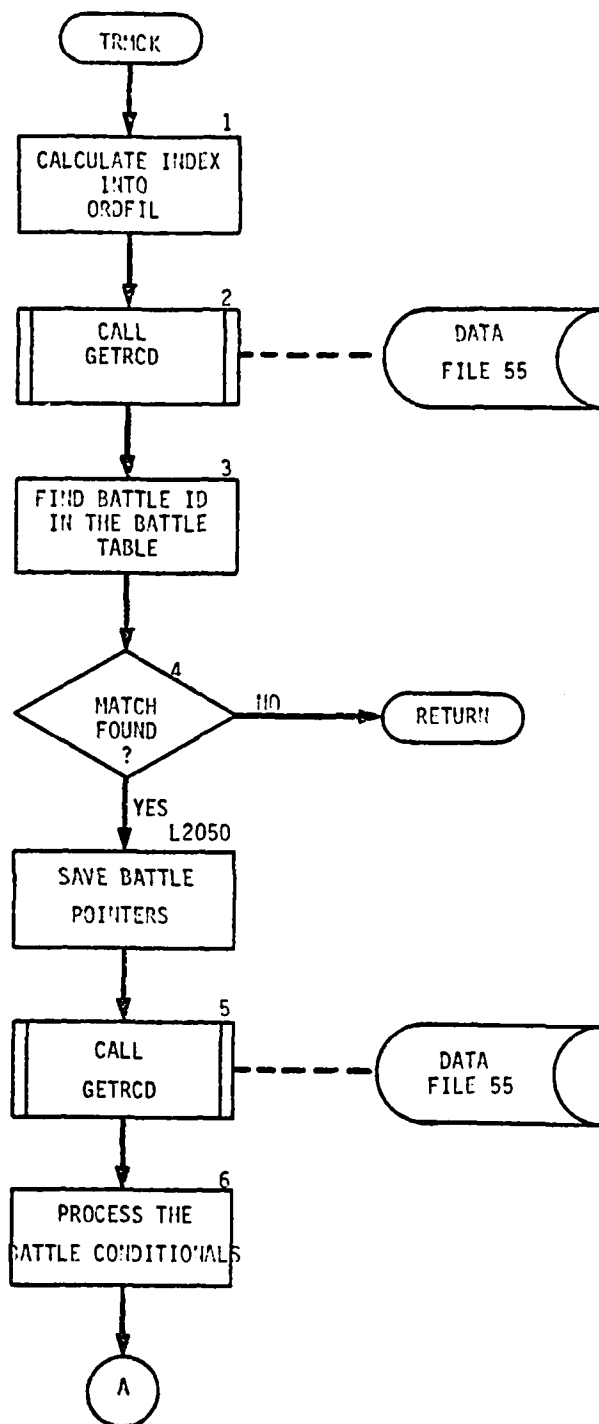 TRMCK
1
CALCULATE INDEX
INTO
ORDFIL
2
CALL
GETRCD
DATA
FILE 55
3
FIND BATTLE ID
IN THE BATTLE
TABLE
4
MATCH
FOUND
?
NO
RETURN
YES
L2050
SAVE BATTLE
POINTERS
5
CALL
GETRCD
DATA
FILE 55
6
PROCESS THE
BATTLE CONDITIONALS
A